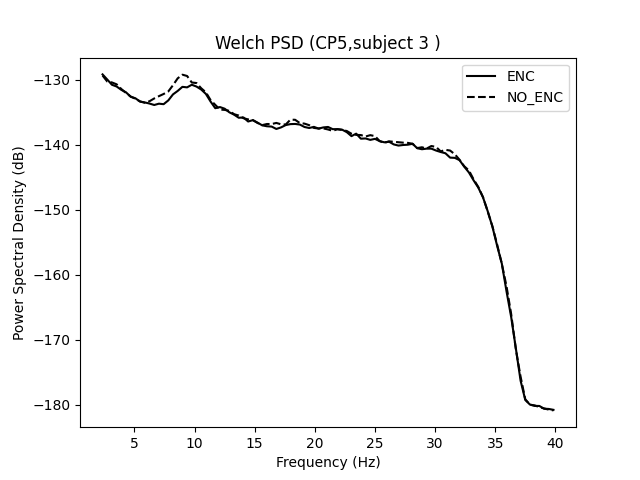 Welch PSD (CP5,subject 3 )
ENC
NO_ENC
Power Spectral Density (dB)
−130
−140
−150
−160
−170
−180
5 10 15 20 25 30 35 40
Frequency (Hz)